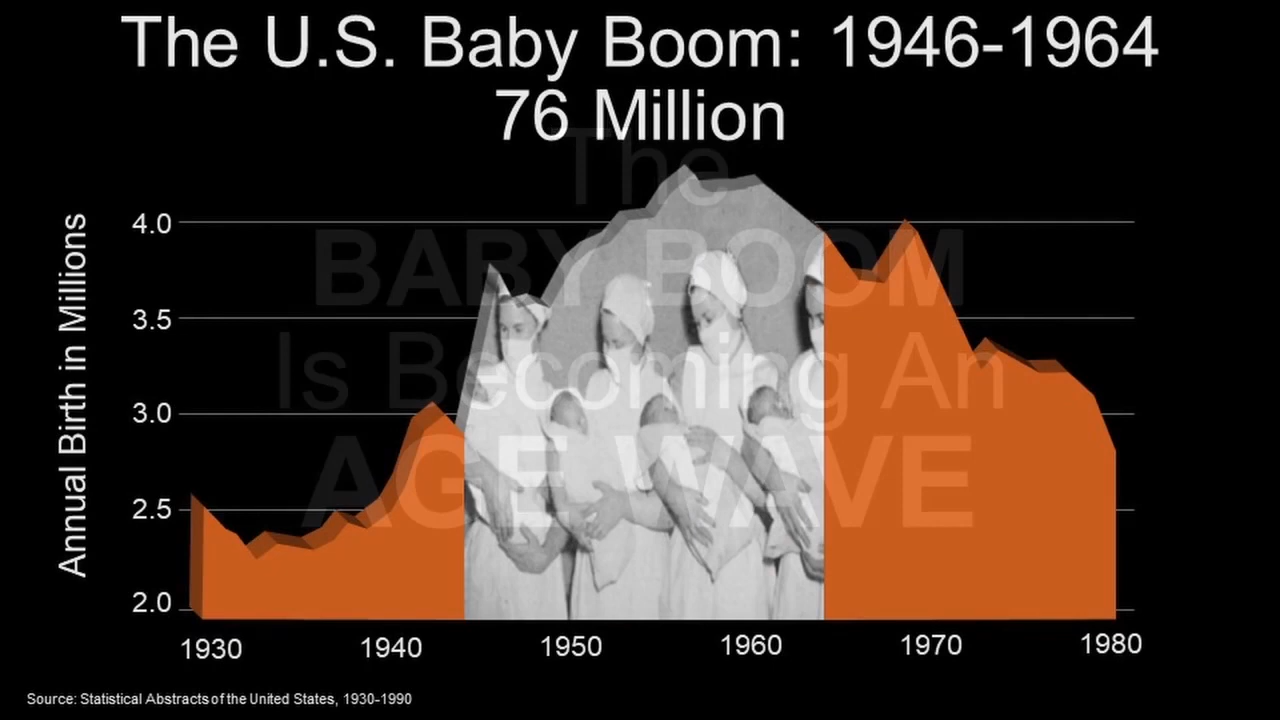 The U.S. Baby Boom: 1946-1964
76 Million
The
BABY BOOM
Is Becoming An
AGE WAVE
Annual Birth in Millions
4.0
3.5
3.0
2.5
2.0
1930 1940 1950 1960 1970 1980
Source: Statistical Abstracts of the United States, 1930-1990